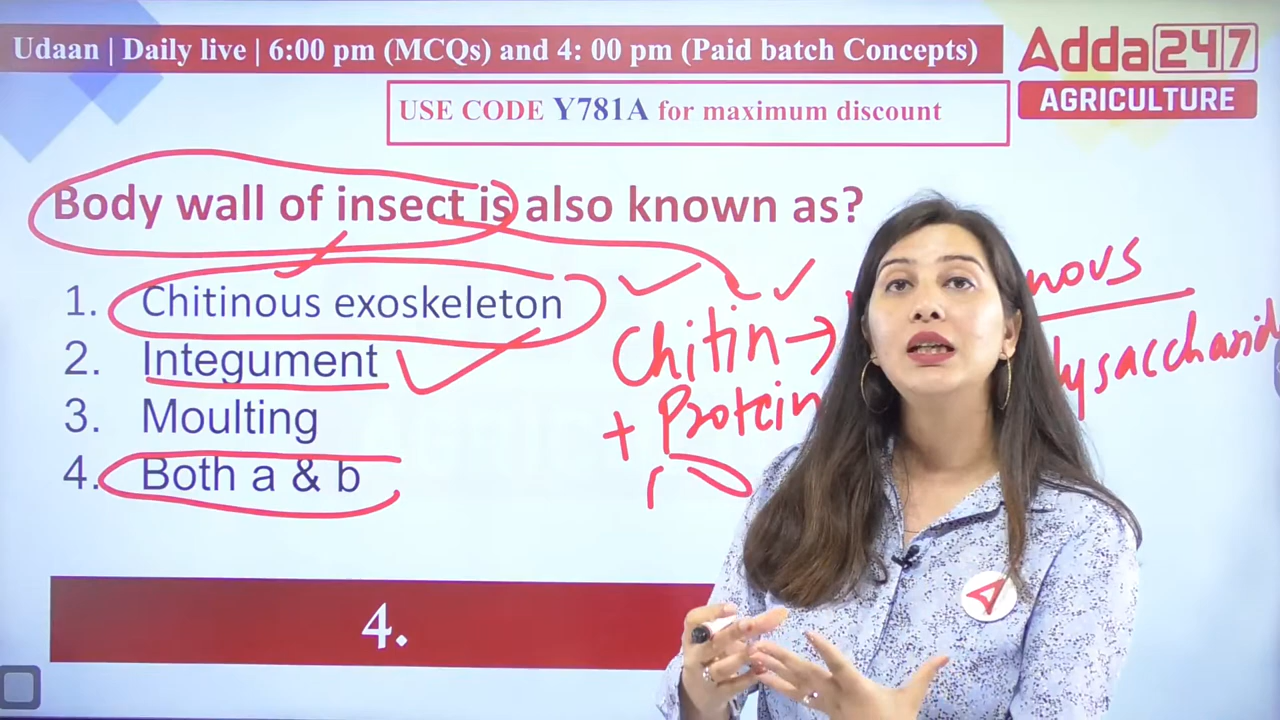 Udaan | Daily live | 6:00 pm (MCQs) and 4: 00 pm (Paid batch Concepts)
Adda 247
AGRICULTURE
USE CODE Y781A for maximum discount
Body wall of insect is also known as?
1. Chitinous exoskeleton
2. Integument
3. Moulting
4. Both a & b
Chitin →
+ Protein
4.